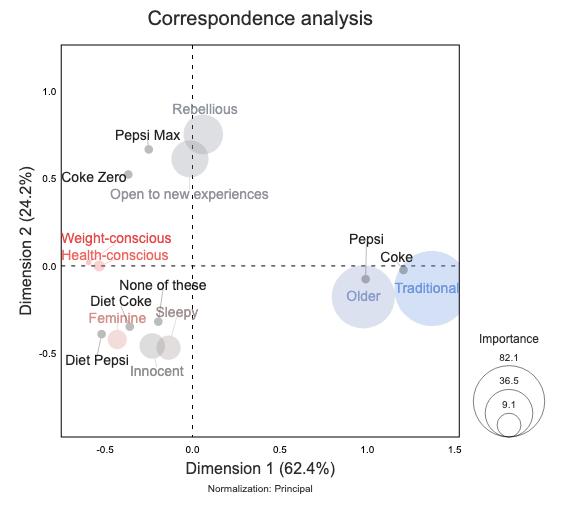 Correspondence analysis
Dimension 2 (24.2%)
1.0
0.5
0.0
-0.5
Rebellious
Pepsi Max
Coke Zero
Open to new experiences
Weight-conscious
Health-conscious
Pepsi
Coke
Older
Traditional
None of these
Diet Coke
Feminine
Sleepy
Diet Pepsi
Innocent
Importance
82.1
36.5
9.1
-0.5 0.0 0.5 1.0 1.5
Dimension 1 (62.4%)
Normalization: Principal